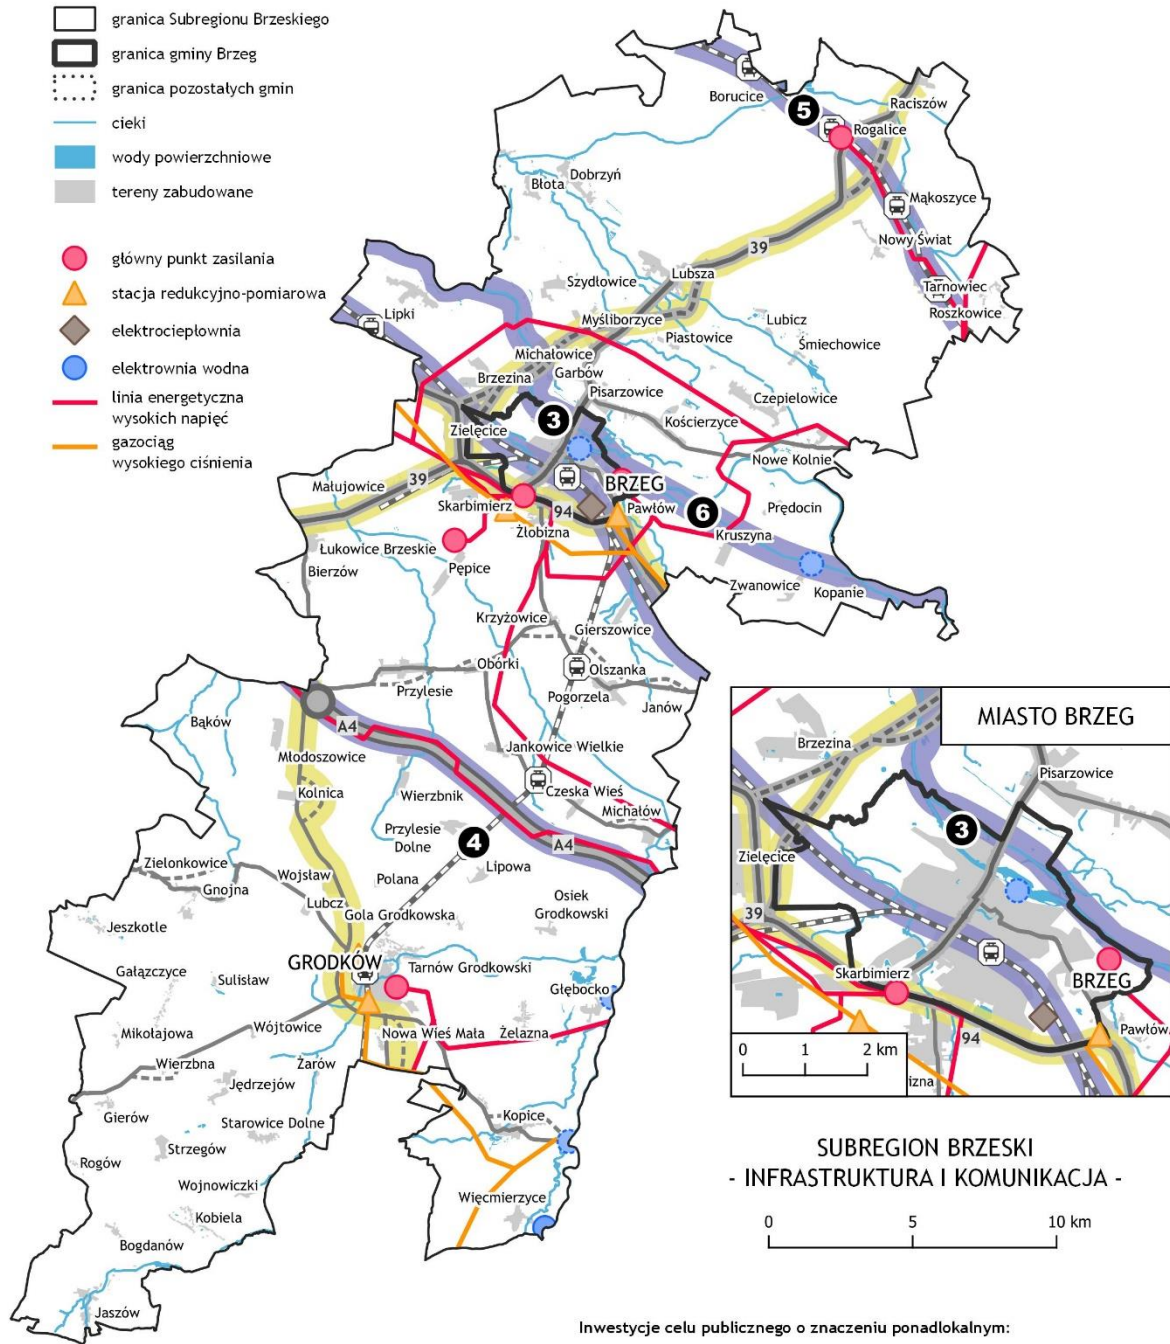 granica Subregionu Brzeskiego
granica gminy Brzeg
granica pozostałych gmin
cieki
wody powierzchniowe
tereny zabudowane
główny punkt zasilania
stacja redukcyjno-pomiarowa
elektrociepłownia
elektrownia wodna
linia energetyczna
wysokich napięć
gazociąg
wysokiego ciśnienia
Borucice
5
Raciszów
Rogalice
Błota
Dobrzyń
Mąkoszyce
39
Nowy Świat
Szydłowice
Lubsza
Tarnowiec
Roszkowice
Lipki
Myśliborzyce
Piastowice
Lubicz
Śmiechowice
Michałowice
Garbów
Brzezina
Pisarzowice
Czepielowice
3
Kościerzyce
Zielęcice
Nowe Kolnie
39
Małujowice
BRZEG
Skarbimierz
94
Pawłów
6
Prędocin
Żłobizna
Kruszyna
Łukowice Brzeskie
Bierzów
Pępice
Zwanowice
Kopanie
Krzyżowice
Gierszowice
Obórki
Olszanka
Przylesie
Pogorzela
Janów
Bąków
A4
Młodoszowice
Jankowice Wielkie
Kolnica
Wierzbnik
Czeska Wieś
Michałów
Przylesie
Dolne
4
A4
Zielonkowice
Gnojna
Wojsław
Polana
Lipowa
Lubcz
Gola Grodkowska
Osiek
Grodkowski
Jeszkotle
GRODKÓW
Tarnów Grodkowski
Gałązczyce
Sulisław
Głębocko
Mikołajowa
Wójtowice
Nowa Wieś Mała
Żelazna
Wierzbna
Żarów
Jędrzejów
Gierów
Starowice Dolne
Kopice
Strzegów
Rogów
Wojnowiczki
Więcmierzyce
Kobiela
Bogdanów
Jaszów
MIASTO BRZEG
Brzezina
Pisarzowice
3
Zielęcice
39
Skarbimierz
BRZEG
94
Pawłów
izna
0 1 2 km
SUBREGION BRZESKI
- INFRASTRUKTURA I KOMUNIKACJA -
0 5 10 km
Inwestycje celu publicznego o znaczeniu ponadlokalnym: